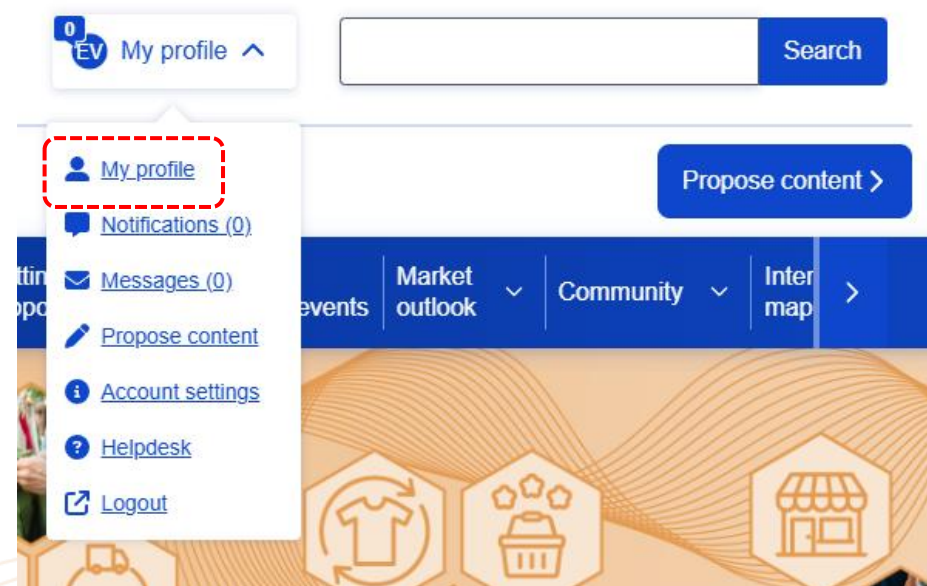 0
EV My profile
Search
My profile
Propose content
Notifications (0)
Messages (0)
events
Market
outlook
Community
map
Propose content
Account settings
Helpdesk
Logout